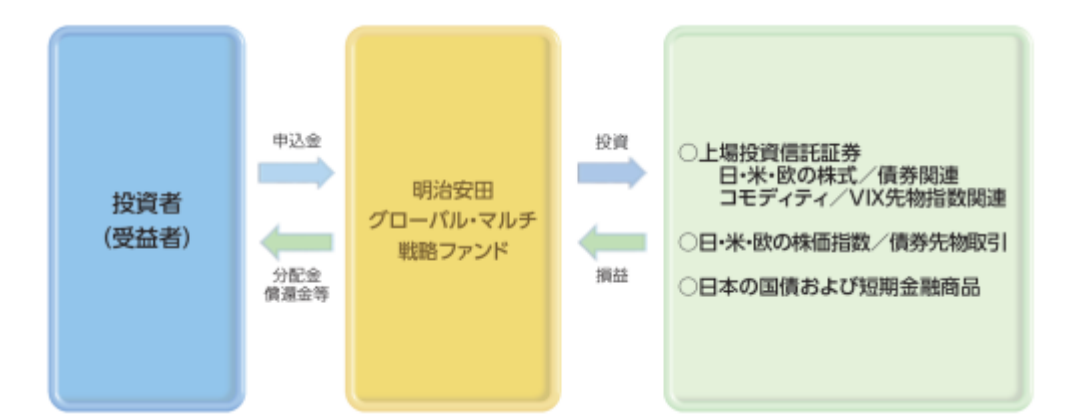 投資者
(受益者)
申込金
分配金
償還金等
明治安田
グローバル・マルチ
戦略ファンド
投資
損益
○上場投資信託証券
日・米・欧の株式／債券関連
コモディティ／VIX先物指数関連
○日・米・欧の株価指数／債券先物取引
○日本の国債および短期金融商品